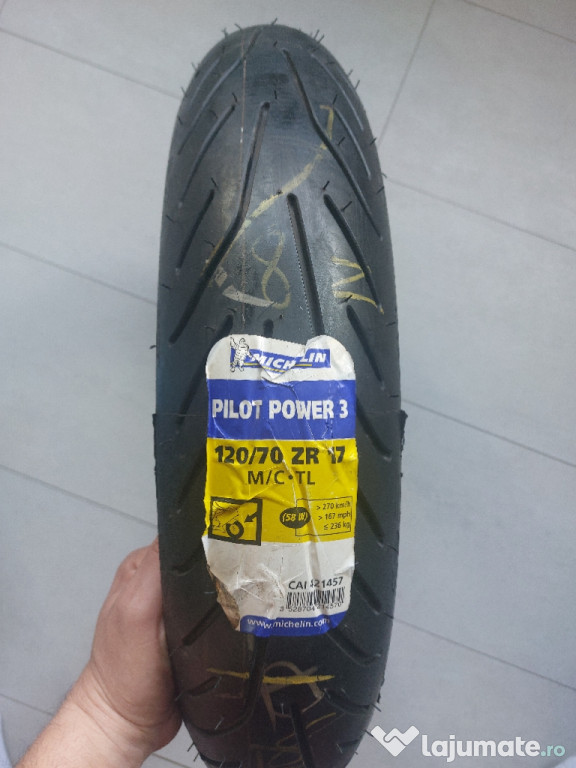 MICHELIN
PILOT POWER 3
120/70 ZR 17
M/C•TL
(58 W)
> 270 km/h
> 167 mph
≤ 236 kg
CAI 821457
www.michelin.com
lajumate.ro